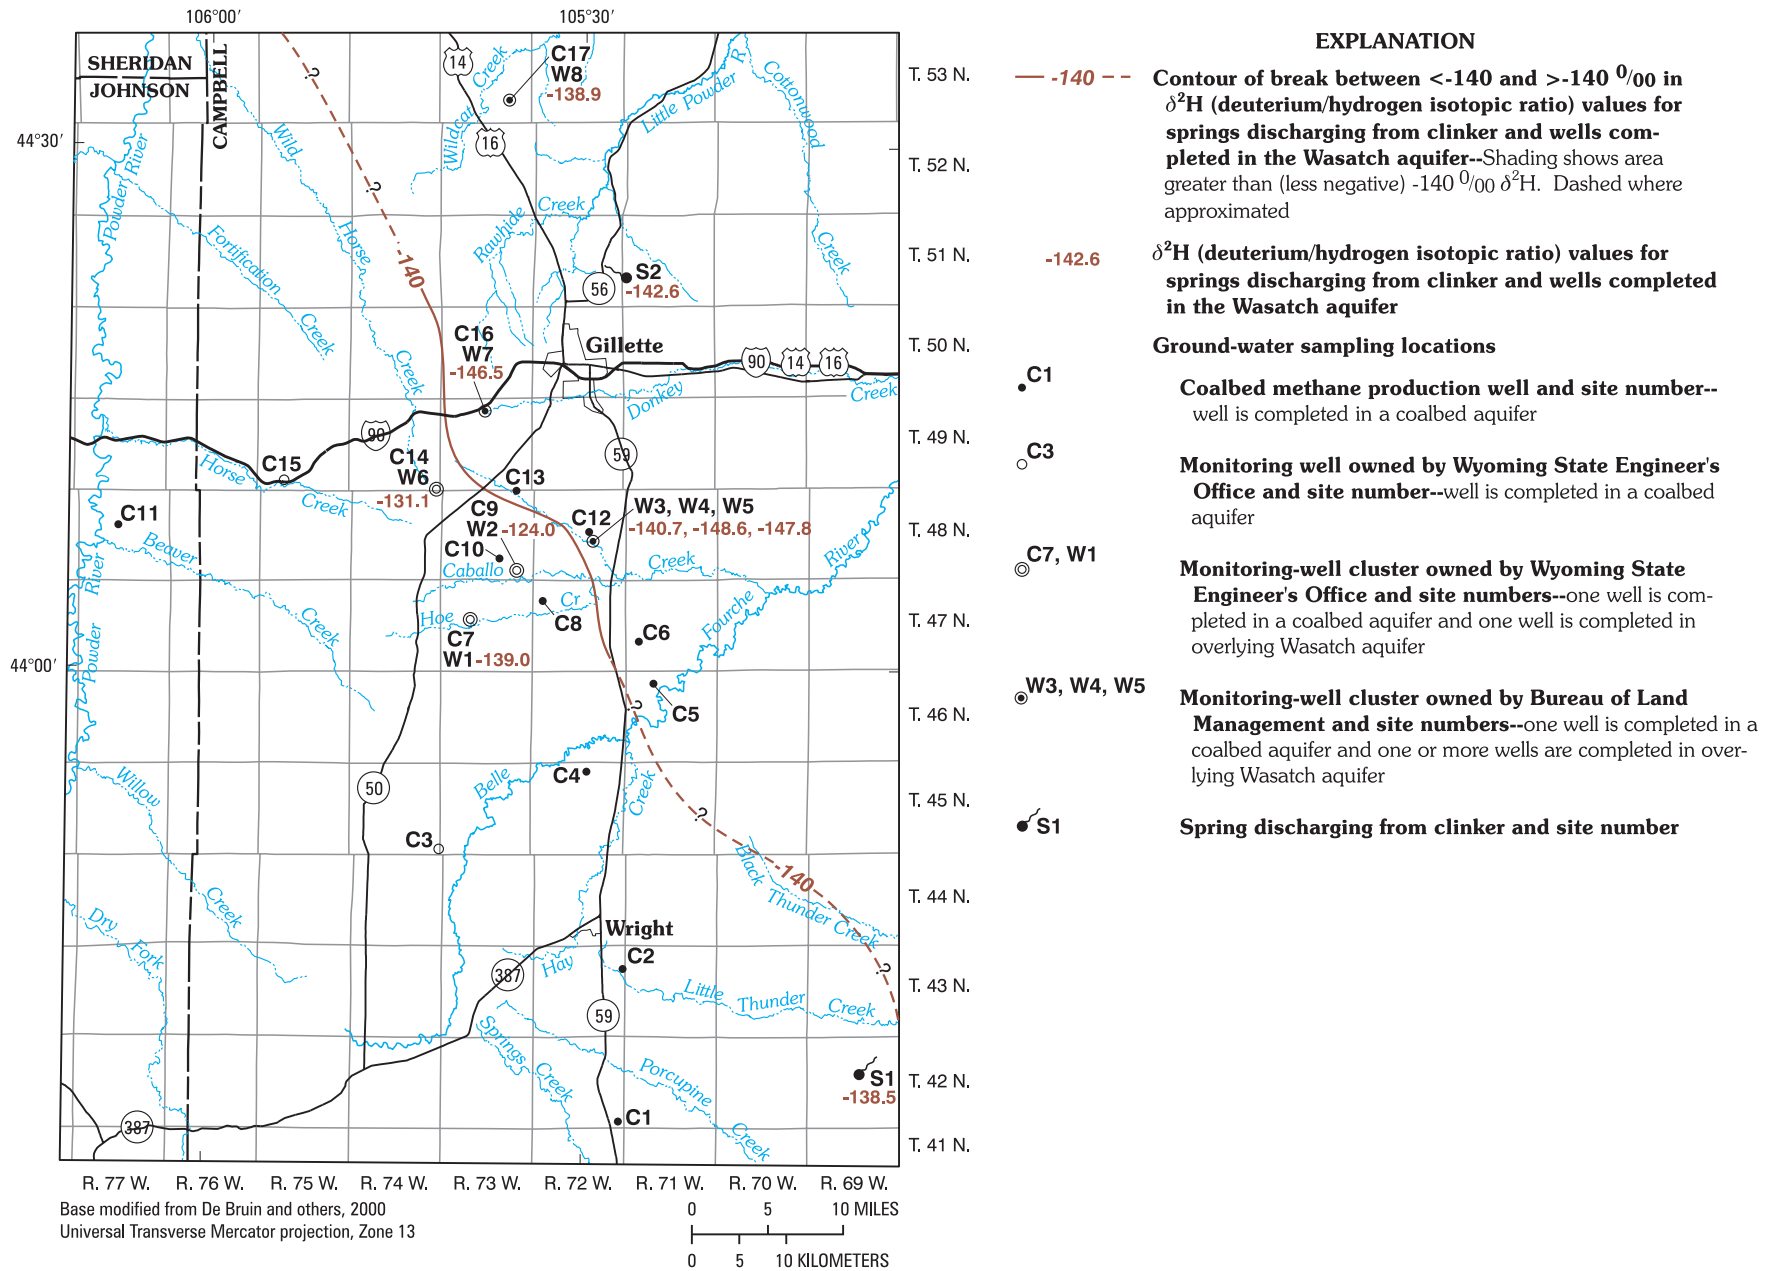 106°00′
105°30′
SHERIDAN
JOHNSON
CAMPBELL
44°30′
44°00′
T. 53 N.
T. 52 N.
T. 51 N.
T. 50 N.
T. 49 N.
T. 48 N.
T. 47 N.
T. 46 N.
T. 45 N.
T. 44 N.
T. 43 N.
T. 42 N.
T. 41 N.
R. 77 W.
R. 76 W.
R. 75 W.
R. 74 W.
R. 73 W.
R. 72 W.
R. 71 W.
R. 70 W.
R. 69 W.
?
14
Wildcat Creek
C17
W8
-138.9
16
Little Powder R
Cottonwood
Creek
Powder River
Wild
Horse
Creek
?
Fortification
Creek
-140
Rawhide
Creek
S2
-142.6
56
C16
W7
-146.5
Gillette
90
14
16
Donkey
Creek
90
59
Horse
Creek
C15
C14
W6
-131.1
C13
C9
W2
-124.0
C12
W3, W4, W5
-140.7, -148.6, -147.8
C11
Beaver
Creek
C10
Caballo
Creek
Powder River
Hoe
Cr
C8
C7
W1
-139.0
C6
Belle
Fourche
River
C5
?
C4
Creek
50
C3
?
Willow
Creek
Black Thunder Creek
-140
Dry
Fork
Wright
C2
Hay
387
?
Little Thunder Creek
59
Springs
Creek
Porcupine
Creek
S1
-138.5
C1
387
Base modified from De Bruin and others, 2000
Universal Transverse Mercator projection, Zone 13
0 5 10 MILES
0 5 10 KILOMETERS
EXPLANATION
-140
Contour of break between <-140 and >-140 0/00 in
δ²H (deuterium/hydrogen isotopic ratio) values for
springs discharging from clinker and wells com-
pleted in the Wasatch aquifer--Shading shows area
greater than (less negative) -140 0/00 δ²H. Dashed where
approximated
-142.6
δ²H (deuterium/hydrogen isotopic ratio) values for
springs discharging from clinker and wells completed
in the Wasatch aquifer
Ground-water sampling locations
C1
Coalbed methane production well and site number--
well is completed in a coalbed aquifer
C3
Monitoring well owned by Wyoming State Engineer's
Office and site number--well is completed in a coalbed
aquifer
C7, W1
Monitoring-well cluster owned by Wyoming State
Engineer's Office and site numbers--one well is com-
pleted in a coalbed aquifer and one well is completed in
overlying Wasatch aquifer
W3, W4, W5
Monitoring-well cluster owned by Bureau of Land
Management and site numbers--one well is completed in a
coalbed aquifer and one or more wells are completed in over-
lying Wasatch aquifer
S1
Spring discharging from clinker and site number